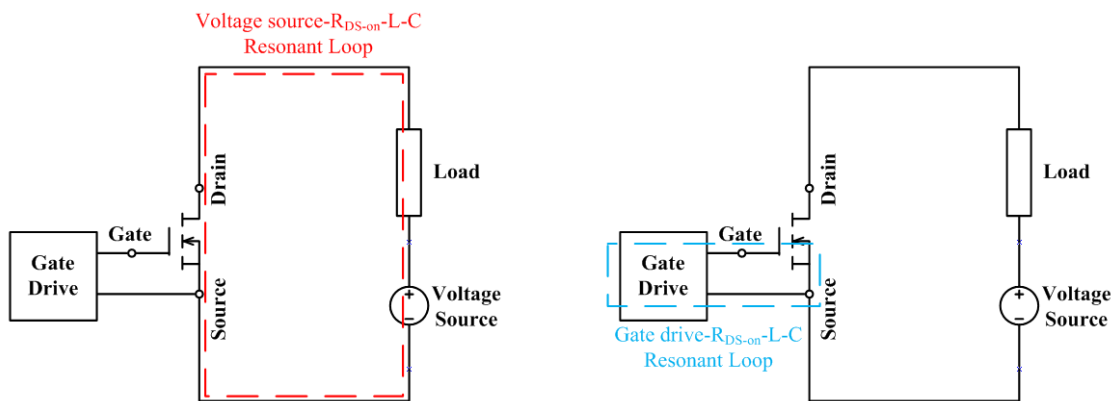 Voltage source-RDS-on-L-C
Resonant Loop
Drain
Load
Gate
Gate
Drive
Source
+
Voltage
Source
−
Drain
Load
Gate
Gate
Drive
Source
+
Voltage
Source
−
Gate drive-RDS-on-L-C
Resonant Loop